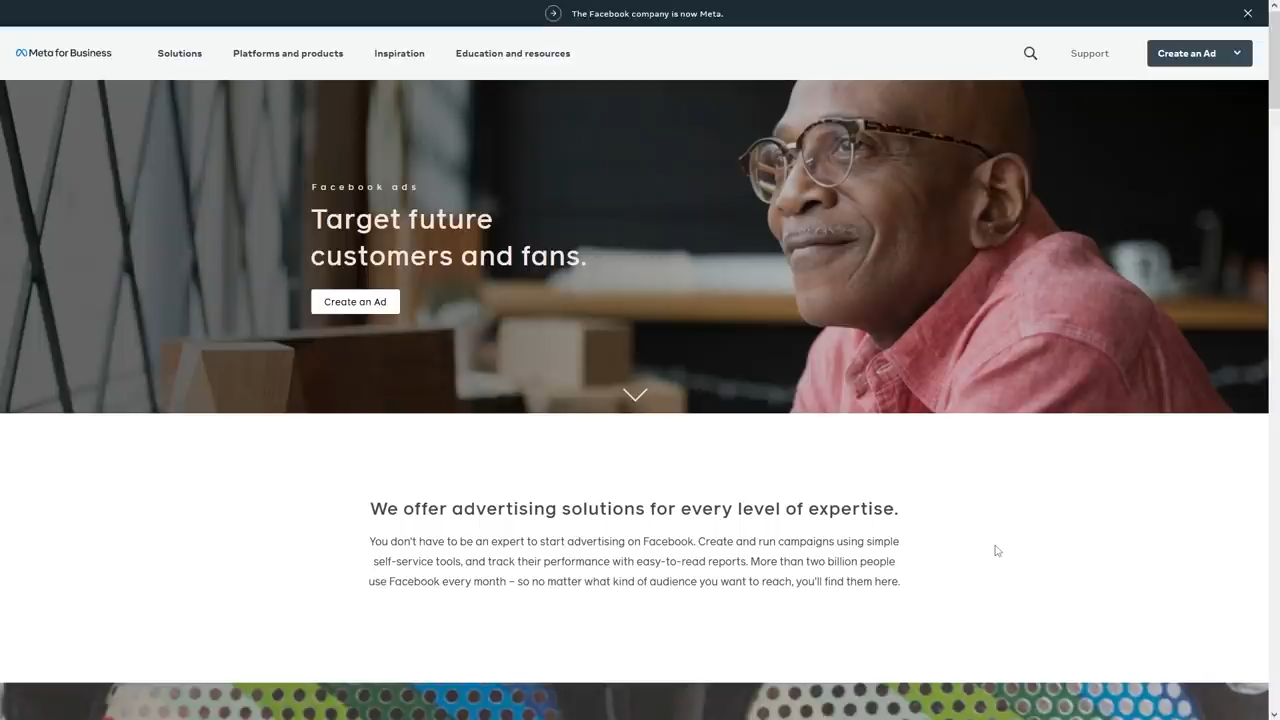 The Facebook company is now Meta.
Meta for Business
Solutions
Platforms and products
Inspiration
Education and resources
Support
Create an Ad
Facebook ads
Target future
customers and fans.
Create an Ad
We offer advertising solutions for every level of expertise.
You don't have to be an expert to start advertising on Facebook. Create and run campaigns using simple
self-service tools, and track their performance with easy-to-read reports. More than two billion people
use Facebook every month – so no matter what kind of audience you want to reach, you'll find them here.